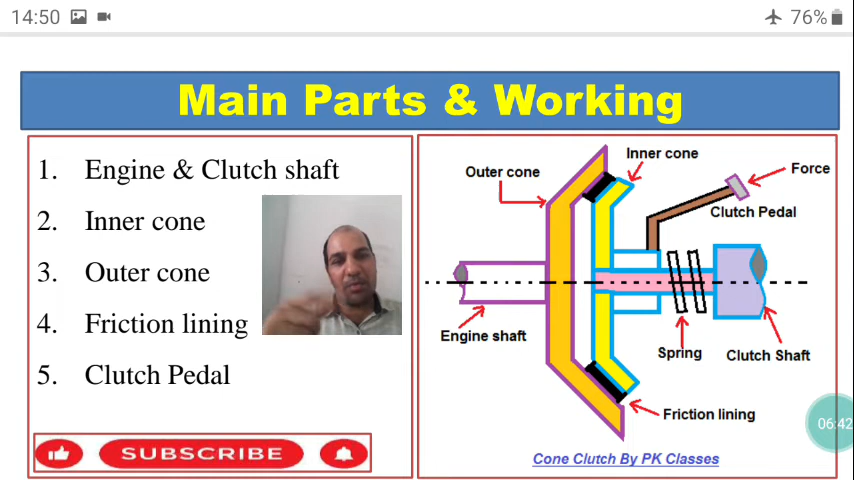 14:50
76%
Main Parts & Working
1. Engine & Clutch shaft
2. Inner cone
3. Outer cone
4. Friction lining
5. Clutch Pedal
SUBSCRIBE
Inner cone
Outer cone
Force
Clutch Pedal
Engine shaft
Spring
Clutch Shaft
Friction lining
06:42
Cone Clutch By PK Classes